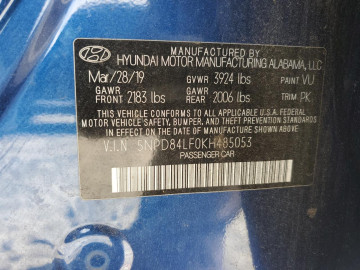 MANUFACTURED BY
HYUNDAI MOTOR MANUFACTURING ALABAMA, LLC
Mar/28/19 GVWR 3924 lbs PAINT VU
GAWR GAWR
FRONT 2183 lbs REAR 2006 lbs TRIM PK
THIS VEHICLE CONFORMS TO ALL APPLICABLE U.S. FEDERAL
MOTOR VEHICLE SAFETY, BUMPER, AND THEFT PREVENTION
STANDARDS IN EFFECT ON THE DATE OF MANUFACTURE SHOWN ABOVE.
V.I.N 5NPD84LF0KH485053
PASSENGER CAR